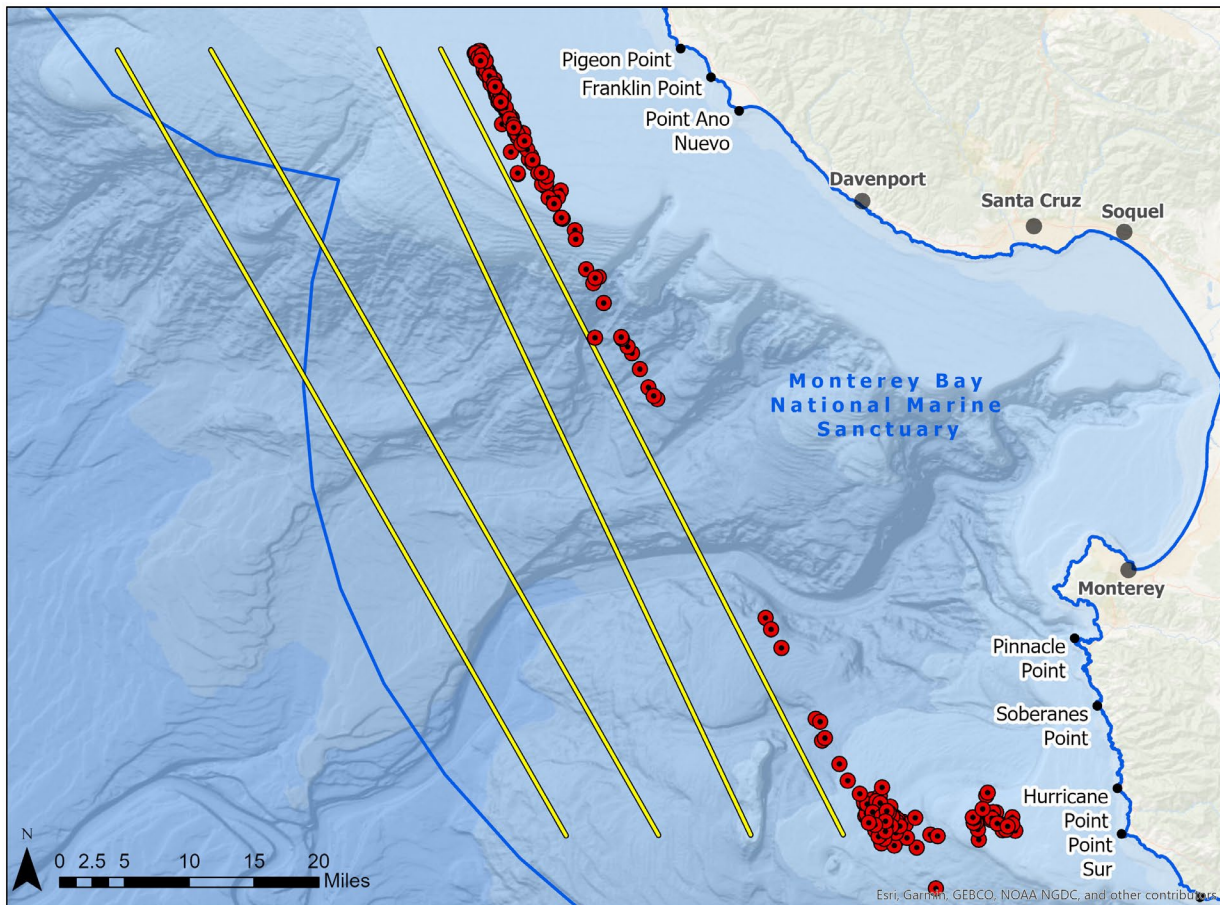 Pigeon Point
Franklin Point
Point Ano
Nuevo
Davenport
Santa Cruz
Soquel
Monterey Bay
National Marine
Sanctuary
Monterey
Pinnacle
Point
Soberanes
Point
Hurricane
Point
Point
Sur
N
0 2.5 5 10 15 20
Miles
Esri, Garmin, GEBCO, NOAA NGDC, and other contributors